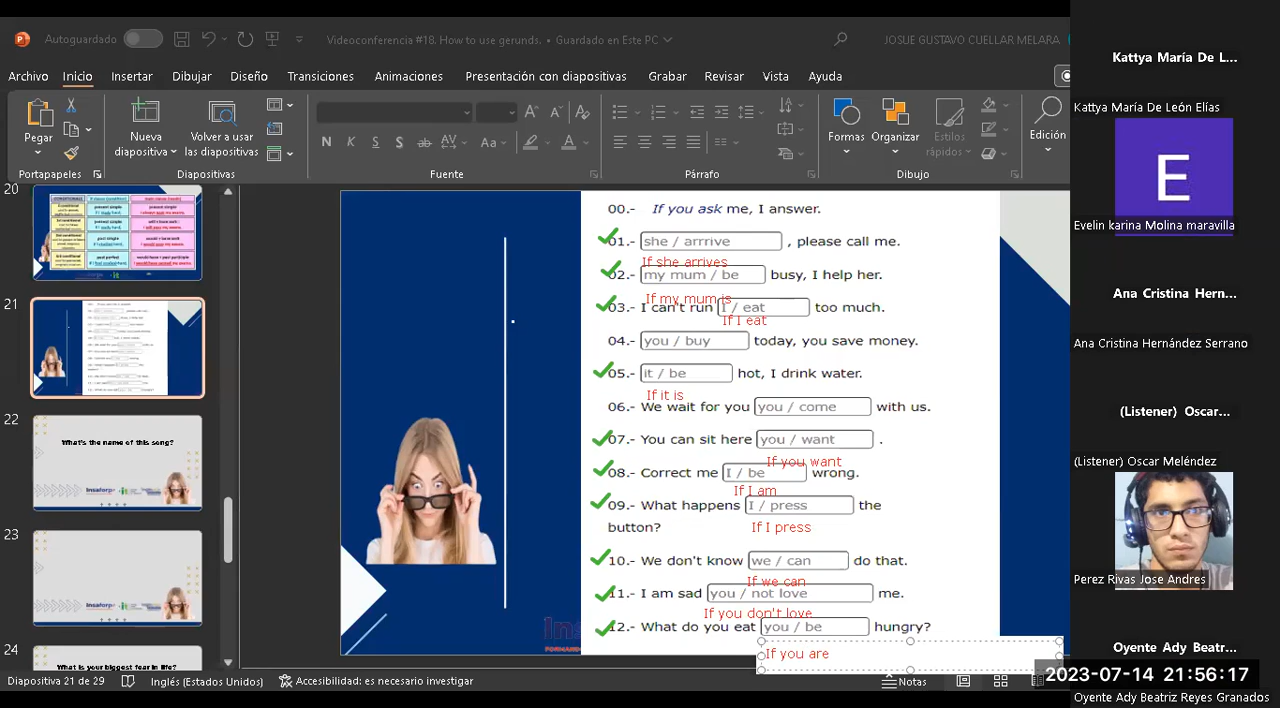 Autoguardado
Videoconferencia #18. How to use gerunds. • Guardado en Este PC
JOSUE GUSTAVO CUELLAR MELARA
Archivo Inicio Insertar Dibujar Diseño Transiciones Animaciones Presentación con diapositivas Grabar Revisar Vista Ayuda
Pegar
Nueva diapositiva
Volver a usar las diapositivas
N K S S ab AV Aa A
Formas
Organizar
Estilos rápidos
Edición
Portapapeles
Diapositivas
Fuente
Párrafo
Dibujo
20
21
22
What's the name of this song?
Insaforp
23
Insaforp
24
What is your biggest fear in life?
00.- If you ask me, I answer.
01.- she / arrrive , please call me.
If she arrives
02.- my mum / be busy, I help her.
If my mum is
03.- I can't run I / eat too much.
If I eat
04.- you / buy today, you save money.
05.- it / be hot, I drink water.
If it is
06.- We wait for you you / come with us.
07.- You can sit here you / want .
If you want
08.- Correct me I / be wrong.
If I am
09.- What happens I / press the
button?
If I press
10.- We don't know we / can do that.
If we can
11.- I am sad you / not love me.
If you don't love
12.- What do you eat you / be hungry?
If you are
Diapositiva 21 de 29
Inglés (Estados Unidos)
Accesibilidad: es necesario investigar
Notas
Kattya María De L...
Kattya María De León Elías
E
Evelin karina Molina maravilla
Ana Cristina Hern...
Ana Cristina Hernández Serrano
(Listener) Oscar...
(Listener) Oscar Meléndez
Perez Rivas Jose Andres
Oyente Ady Beatr...
2023-07-14 21:56:17
Oyente Ady Beatriz Reyes Granados